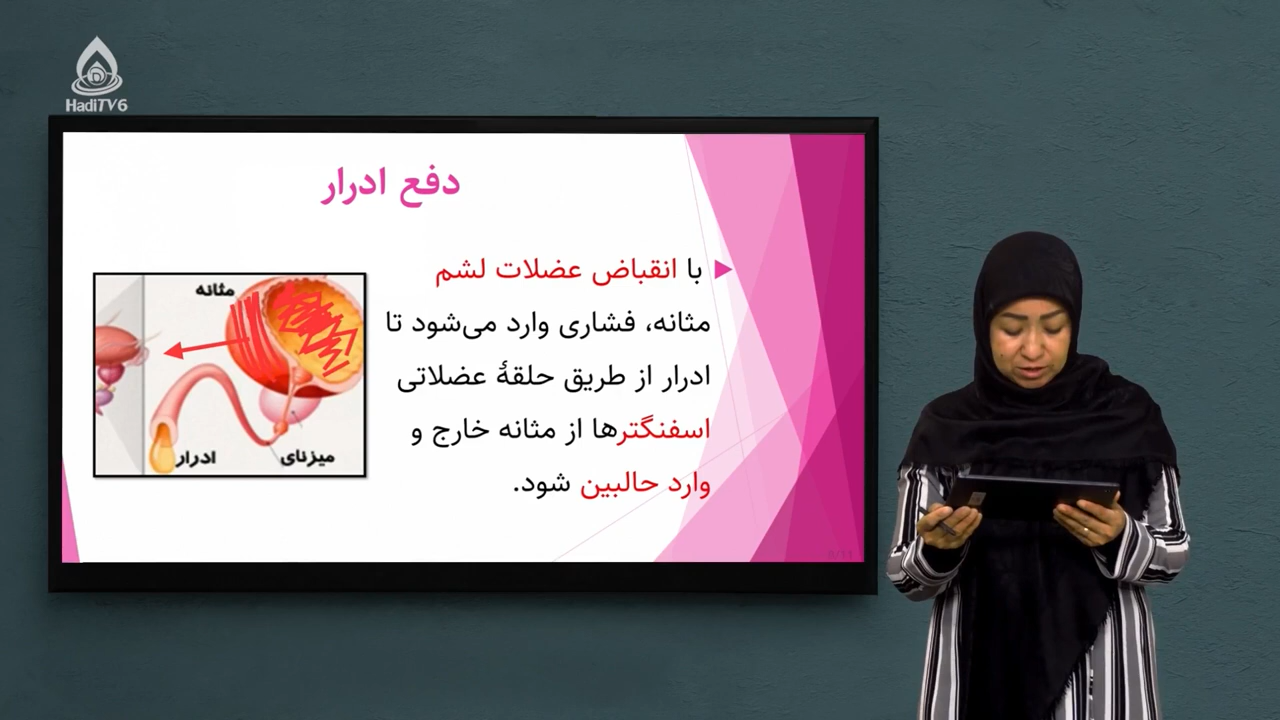 HadiTV6
دفع ادرار
با انقباض عضلات لشم
مثانه، فشاری وارد می‌شود تا
ادرار از طریق حلقهٔ عضلاتی
اسفنگترها از مثانه خارج و
وارد حالبین شود.
مثانه
میزنای
ادرار